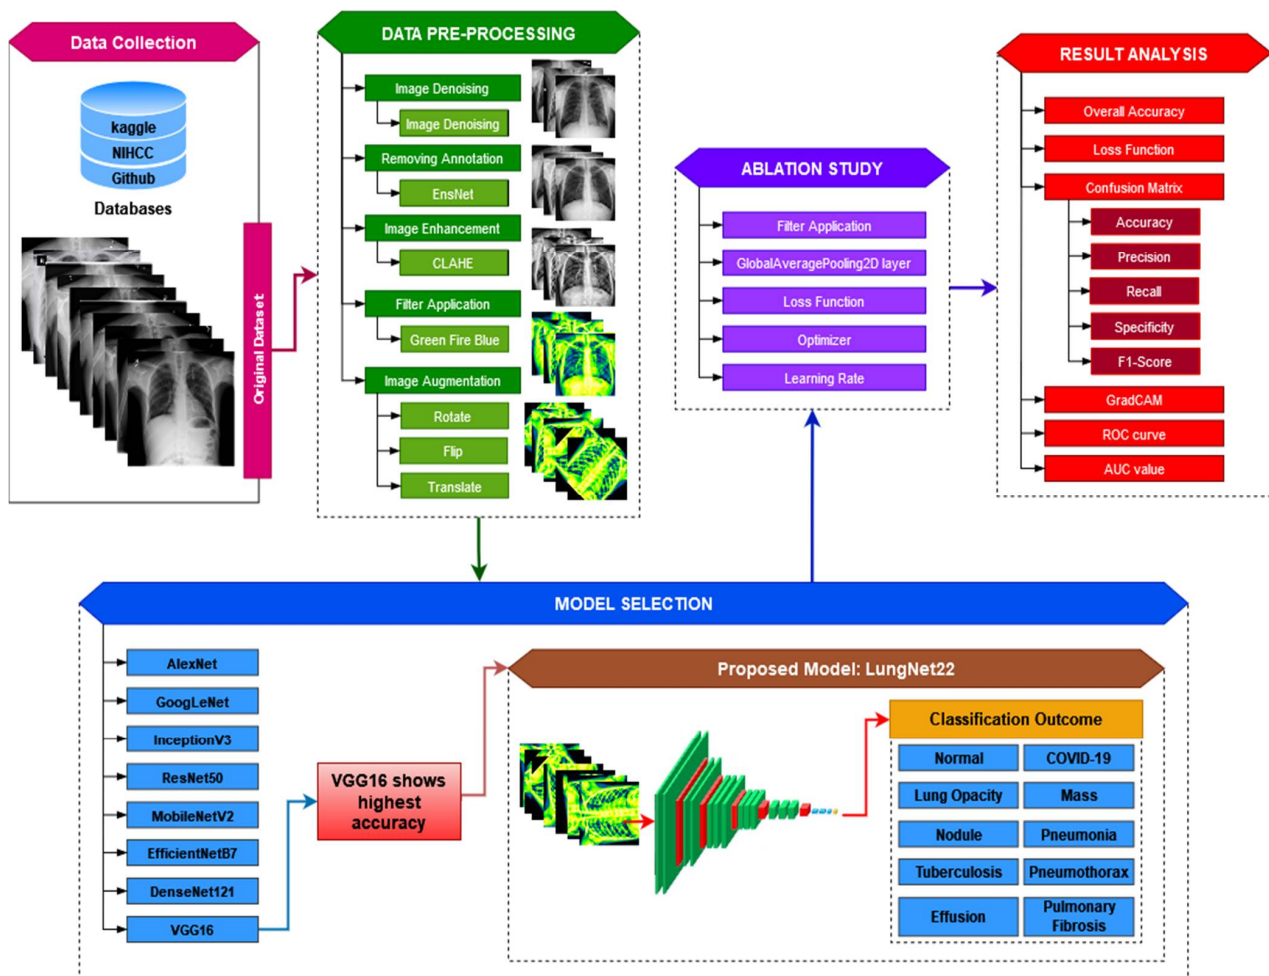 Data Collection
kaggle
NIHCC
Github
Databases
Original Dataset
DATA PRE-PROCESSING
Image Denoising
Image Denoising
Removing Annotation
EnsNet
Image Enhancement
CLAHE
Filter Application
Green Fire Blue
Image Augmentation
Rotate
Flip
Translate
ABLATION STUDY
Filter Application
GlobalAveragePooling2D layer
Loss Function
Optimizer
Learning Rate
RESULT ANALYSIS
Overall Accuracy
Loss Function
Confusion Matrix
Accuracy
Precision
Recall
Specificity
F1-Score
GradCAM
ROC curve
AUC value
MODEL SELECTION
AlexNet
GoogLeNet
InceptionV3
ResNet50
MobileNetV2
EfficientNetB7
DenseNet121
VGG16
VGG16 shows
highest
accuracy
Proposed Model: LungNet22
Classification Outcome
Normal
COVID-19
Lung Opacity
Mass
Nodule
Pneumonia
Tuberculosis
Pneumothorax
Effusion
Pulmonary
Fibrosis